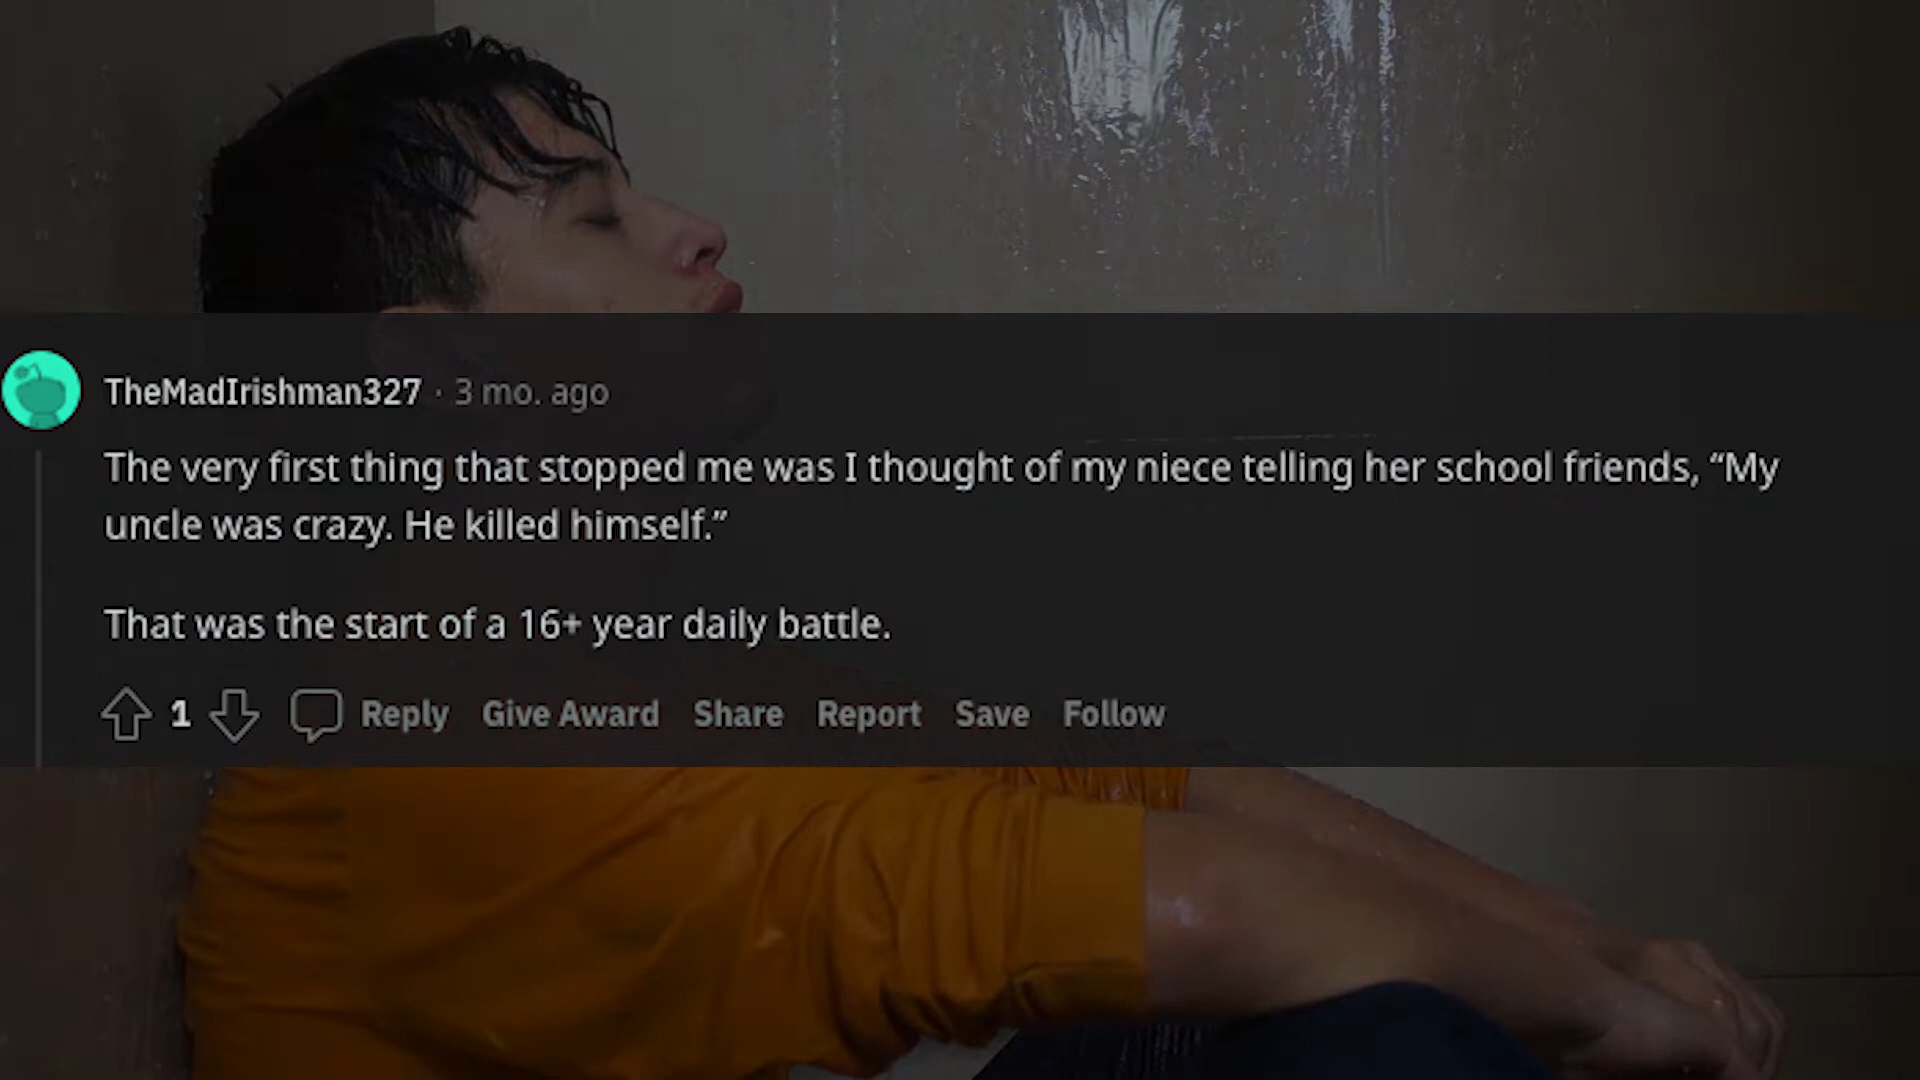 TheMadIrishman327 · 3 mo. ago
The very first thing that stopped me was I thought of my niece telling her school friends, “My
uncle was crazy. He killed himself.”
That was the start of a 16+ year daily battle.
1 Reply Give Award Share Report Save Follow